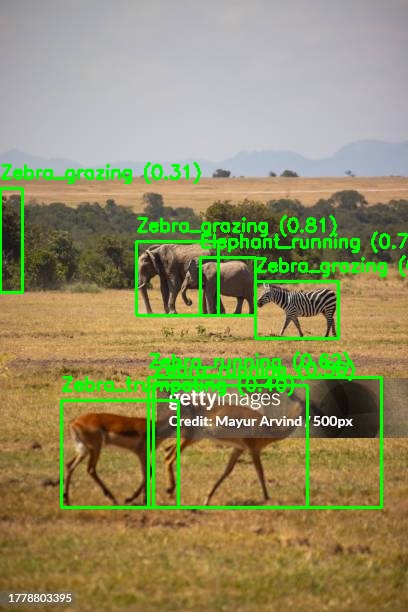 Zebra_grazing (0.31)
Zebra_grazing (0.81)
Elephant_running (0.7
Zebra_grazing (
Zebra_running (0.62)
gettyimages
Credit: Mayur Arvind / 500px
1778803395